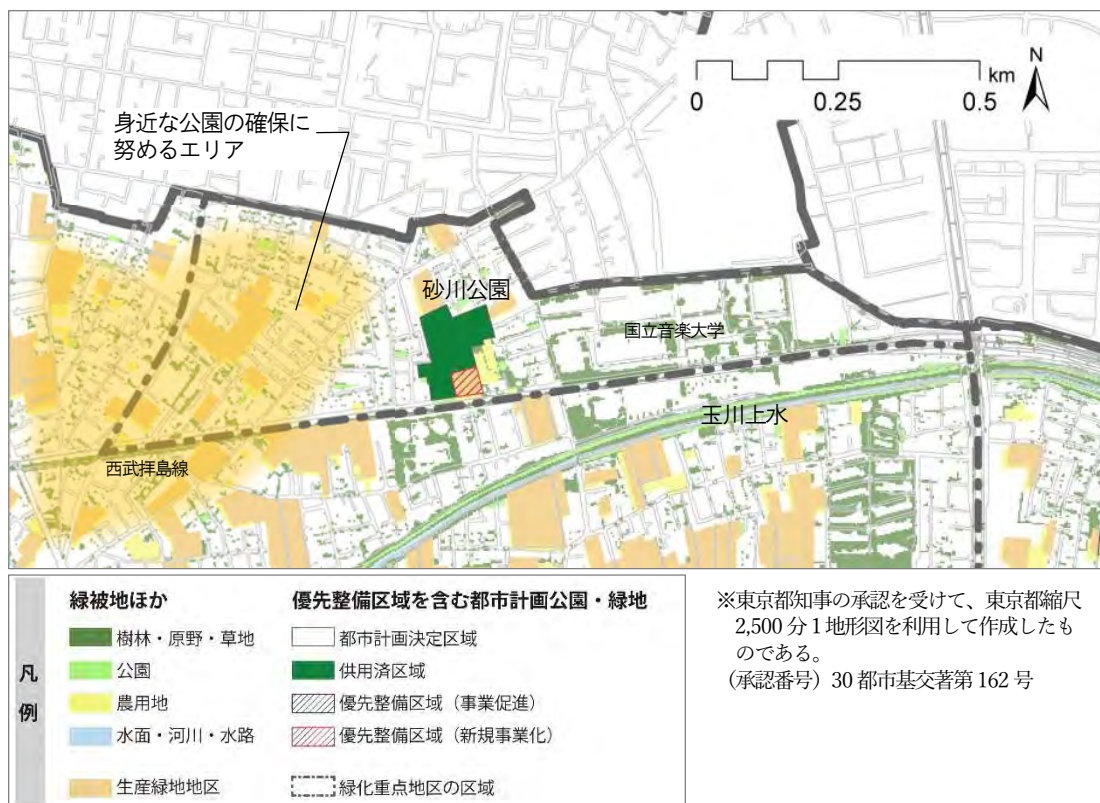 N
km
0
0.25
0.5
身近な公園の確保に
努めるエリア
砂川公園
国立音楽大学
玉川上水
西武拝島線
凡例
緑被地ほか
樹林・原野・草地
公園
農用地
水面・河川・水路
生産緑地地区
優先整備区域を含む都市計画公園・緑地
都市計画決定区域
供用済区域
優先整備区域（事業促進）
優先整備区域（新規事業化）
緑化重点地区の区域
※東京都知事の承認を受けて、東京都縮尺
2,500分1地形図を利用して作成したも
のである。
（承認番号）30都市基交著第162号